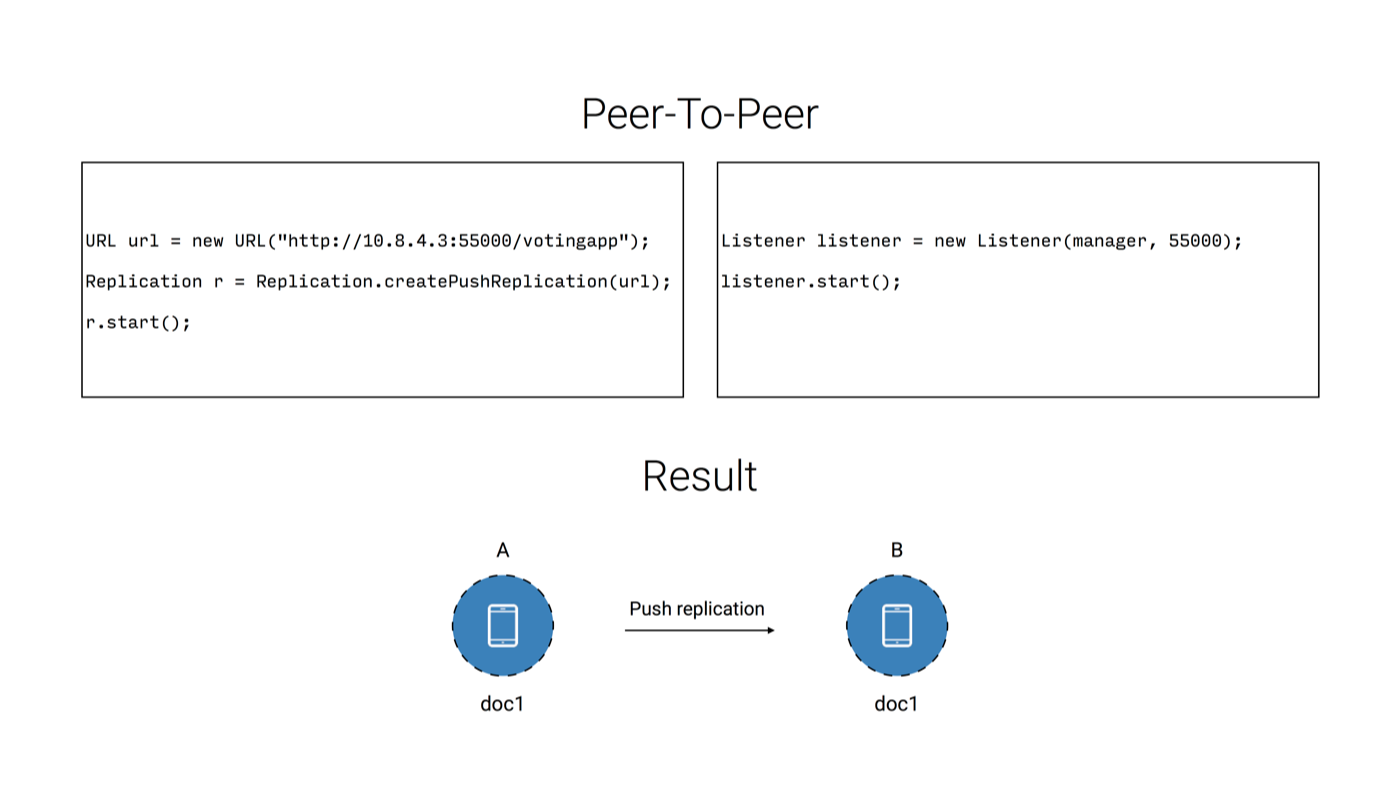 Peer-To-Peer
URL url = new URL("http://10.8.4.3:55000/votingapp");
Replication r = Replication.createPushReplication(url);
r.start();
Listener listener = new Listener(manager, 55000);
listener.start();
Result
A
B
Push replication
doc1
doc1